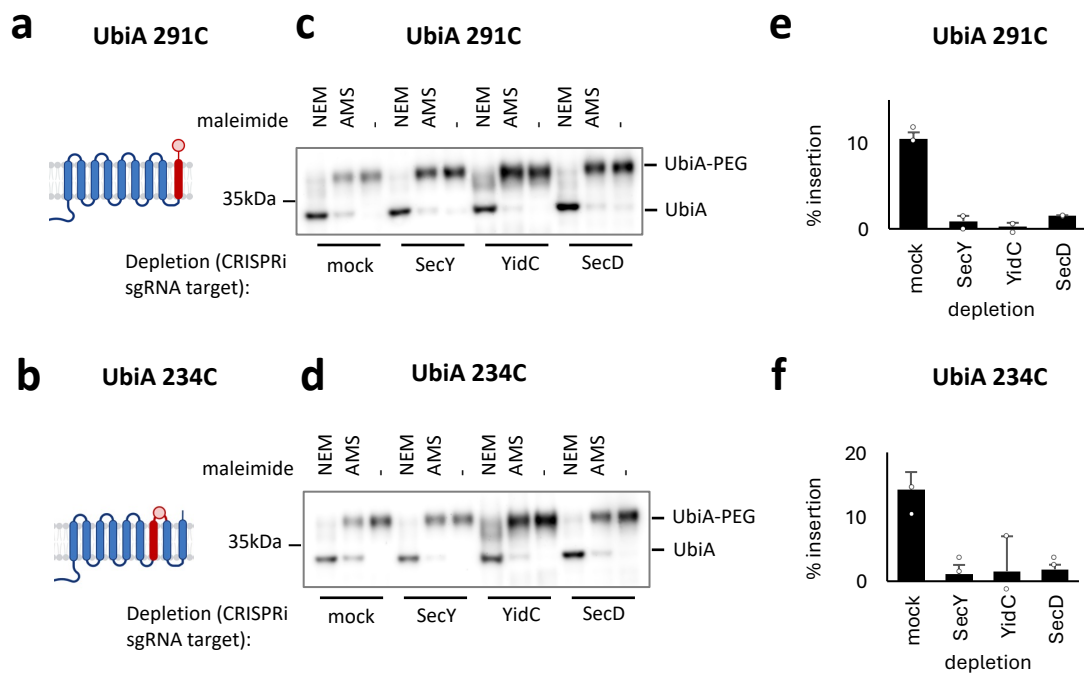 a
UbiA 291C
c
UbiA 291C
maleimide
NEM
AMS
-
NEM
AMS
-
NEM
AMS
-
NEM
AMS
-
35kDa
UbiA-PEG
UbiA
Depletion (CRISPRi
sgRNA target):
mock
SecY
YidC
SecD
e
UbiA 291C
% insertion
10
0
mock
SecY
YidC
SecD
depletion
b
UbiA 234C
d
UbiA 234C
maleimide
NEM
AMS
-
NEM
AMS
-
NEM
AMS
-
NEM
AMS
-
35kDa
UbiA-PEG
UbiA
Depletion (CRISPRi
sgRNA target):
mock
SecY
YidC
SecD
f
UbiA 234C
% insertion
20
10
0
mock
SecY
YidC
SecD
depletion